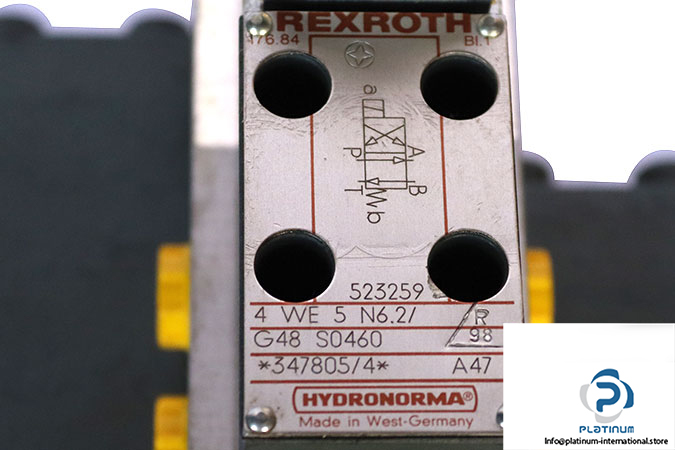 REXROTH
176.84 Bl.1
a
A
P
B
T
b
523259
4 WE 5 N6.2/
R
98
G48 S0460
*347805/4* A47
HYDRONORMA®
Made in West-Germany
PLATINUM
Info@platinum-international.store